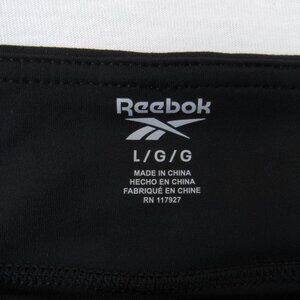 Reebok
L/G/G
MADE IN CHINA
HECHO EN CHINA
FABRIQUÉ EN CHINE
RN 117927